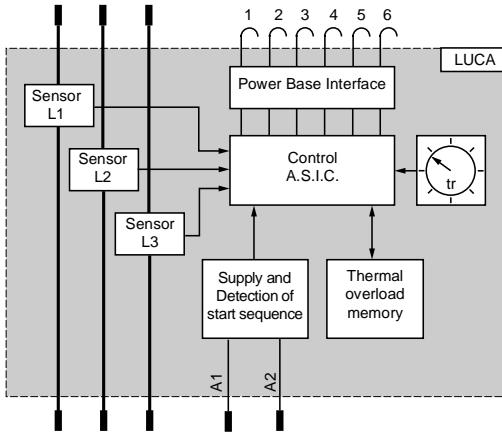 1 2 3 4 5 6
LUCA
Power Base Interface
Sensor
L1
Sensor
L2
Sensor
L3
Control
A.S.I.C.
tr
Supply and
Detection of
start sequence
Thermal
overload
memory
A1
A2